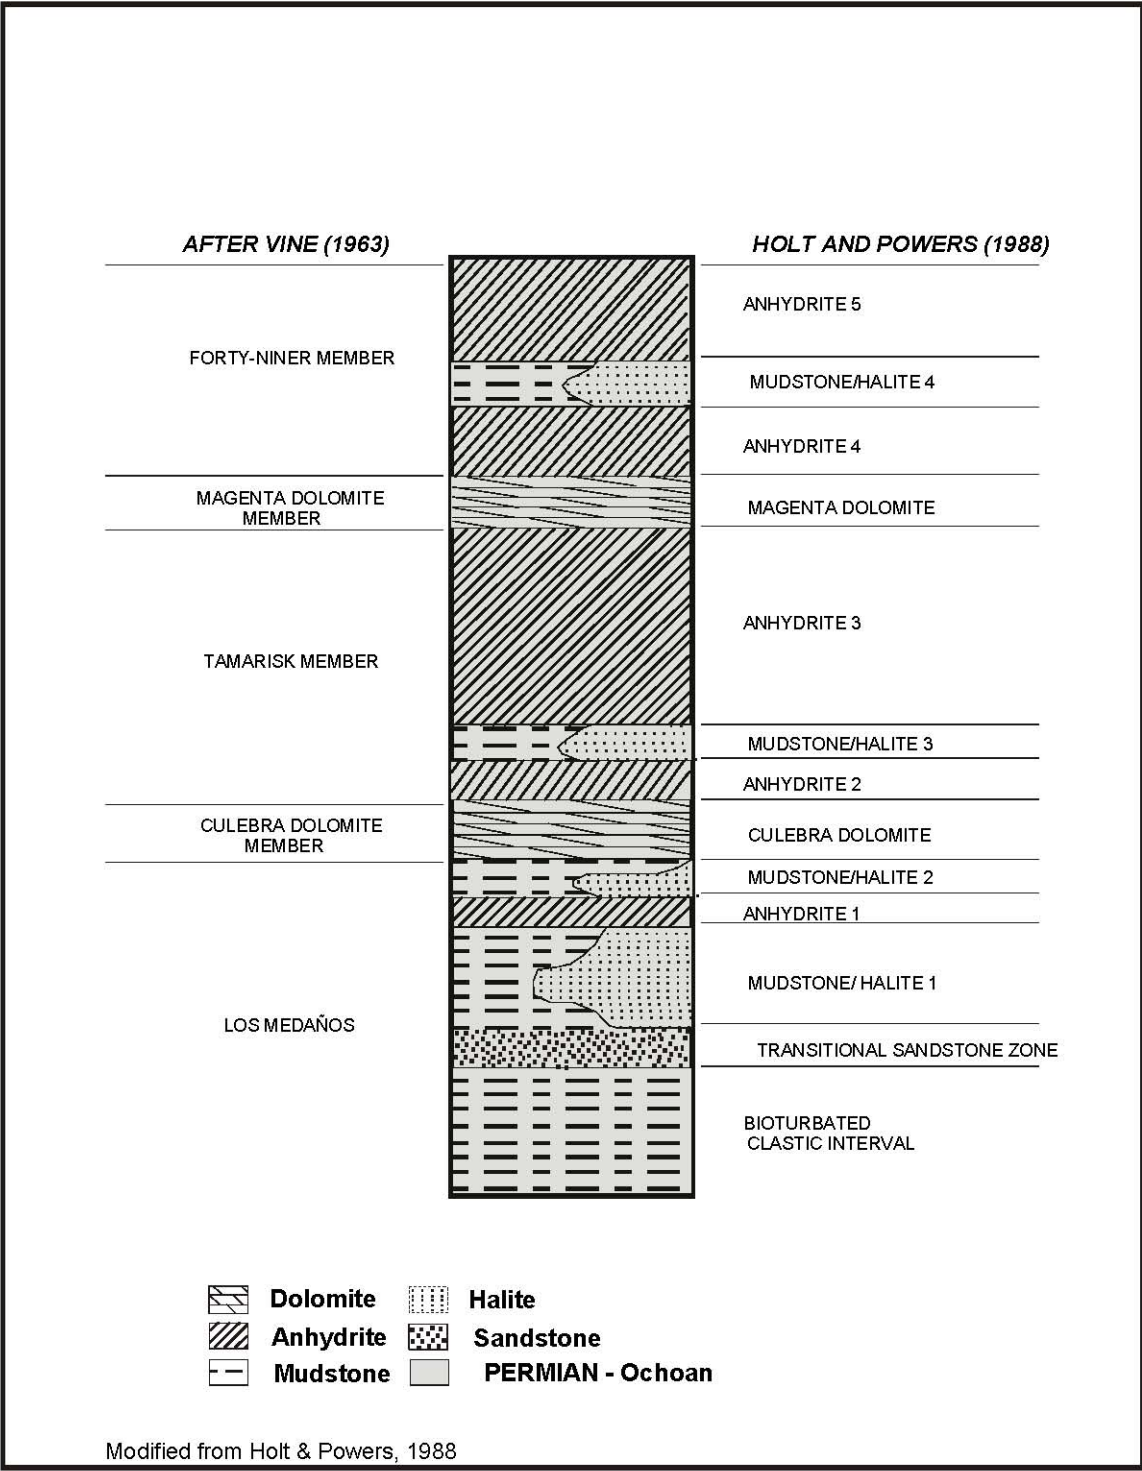 AFTER VINE (1963)
HOLT AND POWERS (1988)
FORTY-NINER MEMBER
MAGENTA DOLOMITE
MEMBER
TAMARISK MEMBER
CULEBRA DOLOMITE
MEMBER
LOS MEDAÑOS
ANHYDRITE 5
MUDSTONE/HALITE 4
ANHYDRITE 4
MAGENTA DOLOMITE
ANHYDRITE 3
MUDSTONE/HALITE 3
ANHYDRITE 2
CULEBRA DOLOMITE
MUDSTONE/HALITE 2
ANHYDRITE 1
MUDSTONE/ HALITE 1
TRANSITIONAL SANDSTONE ZONE
BIOTURBATED
CLASTIC INTERVAL
Dolomite
Halite
Anhydrite
Sandstone
Mudstone
PERMIAN - Ochoan
Modified from Holt & Powers, 1988